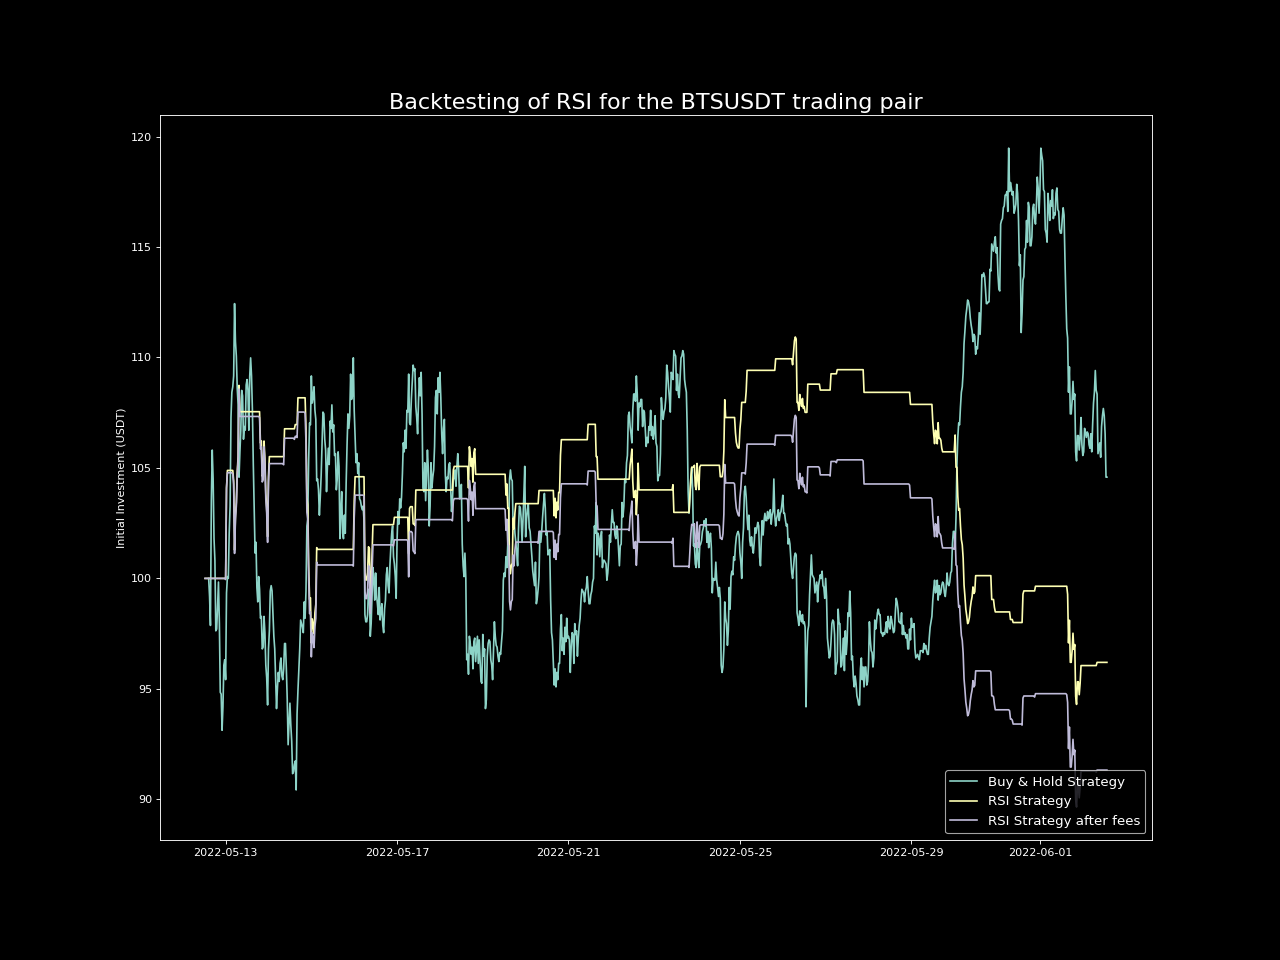 Backtesting of RSI for the BTSUSDT trading pair
Initial Investment (USDT)
120
115
110
105
100
95
90
2022-05-13
2022-05-17
2022-05-21
2022-05-25
2022-05-29
2022-06-01
Buy & Hold Strategy
RSI Strategy
RSI Strategy after fees